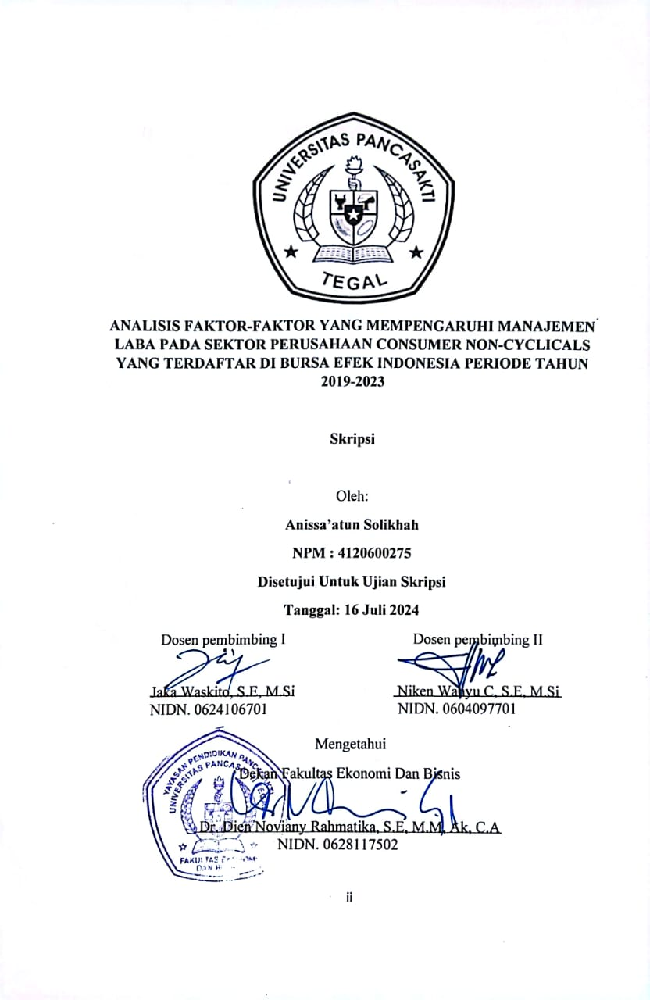 UNIVERSITAS PANCASAKTI
TEGAL
ANALISIS FAKTOR-FAKTOR YANG MEMPENGARUHI MANAJEMEN
LABA PADA SEKTOR PERUSAHAAN CONSUMER NON-CYCLICALS
YANG TERDAFTAR DI BURSA EFEK INDONESIA PERIODE TAHUN
2019-2023
Skripsi
Oleh:
Anissa’atun Solikhah
NPM : 4120600275
Disetujui Untuk Ujian Skripsi
Tanggal: 16 Juli 2024
Dosen pembimbing I
Dosen pembimbing II
Jaka Waskito, S.E, M.Si
Niken Wahyu C, S.E, M.Si
NIDN. 0624106701
NIDN. 0604097701
Mengetahui
YAYASAN PENDIDIKAN PANCASAKTI
UNIVERSITAS PANCASAKTI
Dekan Fakultas Ekonomi Dan Bisnis
Dr. Dien Noviany Rahmatika, S.E, M.M, Ak, C.A
NIDN. 0628117502
FAKULTAS
DAN
ii